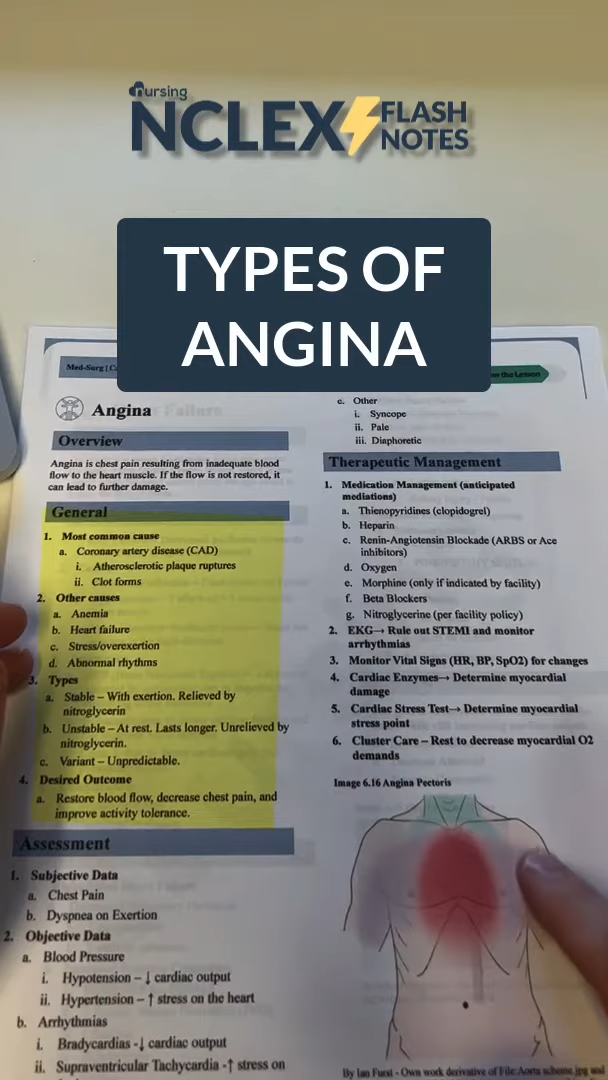 nursing
NCLEX FLASH
NOTES
TYPES OF
ANGINA
Med-Surg |
the Lesson
Angina
Overview
Angina is chest pain resulting from inadequate blood
flow to the heart muscle. If the flow is not restored, it
can lead to further damage.
General
1. Most common cause
a. Coronary artery disease (CAD)
i. Atherosclerotic plaque ruptures
ii. Clot forms
2. Other causes
a. Anemia
b. Heart failure
c. Stress/overexertion
d. Abnormal rhythms
3. Types
a. Stable – With exertion. Relieved by
nitroglycerin
b. Unstable – At rest. Lasts longer. Unrelieved by
nitroglycerin.
c. Variant – Unpredictable.
4. Desired Outcome
a. Restore blood flow, decrease chest pain, and
improve activity tolerance.
Assessment
1. Subjective Data
a. Chest Pain
b. Dyspnea on Exertion
2. Objective Data
a. Blood Pressure
i. Hypotension – ↓ cardiac output
ii. Hypertension – ↑ stress on the heart
b. Arrhythmias
i. Bradycardias -↓ cardiac output
ii. Supraventricular Tachycardia -↑ stress on
c. Other
i. Syncope
ii. Pale
iii. Diaphoretic
Therapeutic Management
1. Medication Management (anticipated
mediations)
a. Thienopyridines (clopidogrel)
b. Heparin
c. Renin-Angiotensin Blockade (ARBS or Ace
inhibitors)
d. Oxygen
e. Morphine (only if indicated by facility)
f. Beta Blockers
g. Nitroglycerine (per facility policy)
2. EKG→ Rule out STEMI and monitor
arrhythmias
3. Monitor Vital Signs (HR, BP, SpO2) for changes
4. Cardiac Enzymes→ Determine myocardial
damage
5. Cardiac Stress Test→ Determine myocardial
stress point
6. Cluster Care – Rest to decrease myocardial O2
demands
Image 6.16 Angina Pectoris
By Ian Furst - Own work derivative of File:Aorta scheme.jpg and